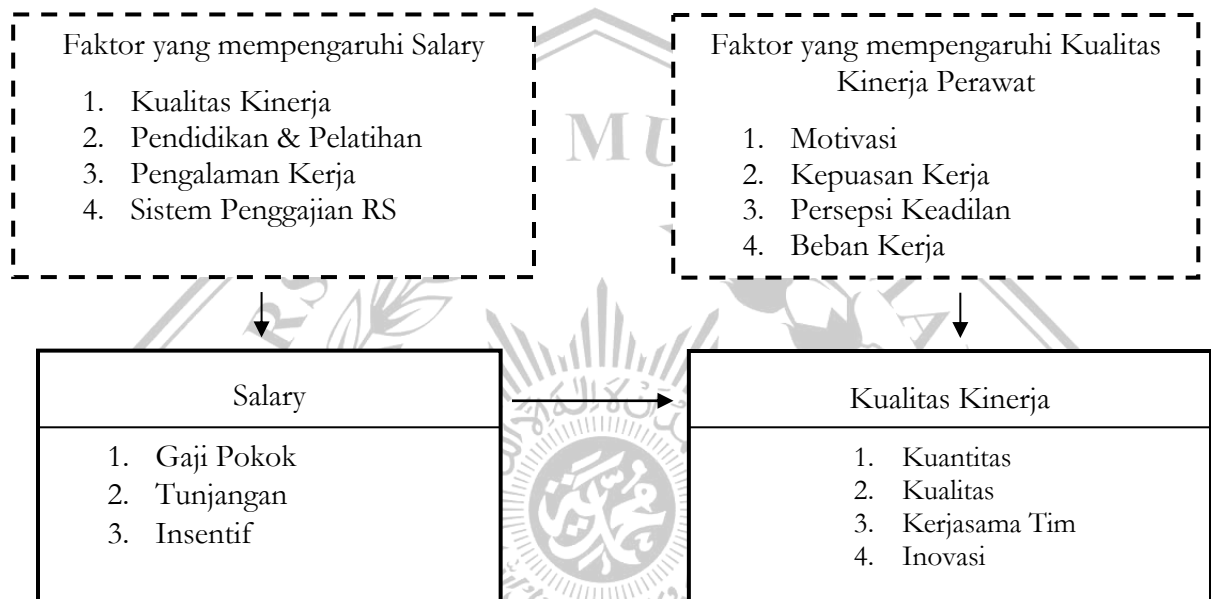 Faktor yang mempengaruhi Salary
1. Kualitas Kinerja
2. Pendidikan & Pelatihan
3. Pengalaman Kerja
4. Sistem Penggajian RS
Faktor yang mempengaruhi Kualitas
Kinerja Perawat
1. Motivasi
2. Kepuasan Kerja
3. Persepsi Keadilan
4. Beban Kerja
MU
RS
Salary
1. Gaji Pokok
2. Tunjangan
3. Insentif
Kualitas Kinerja
1. Kuantitas
2. Kualitas
3. Kerjasama Tim
4. Inovasi